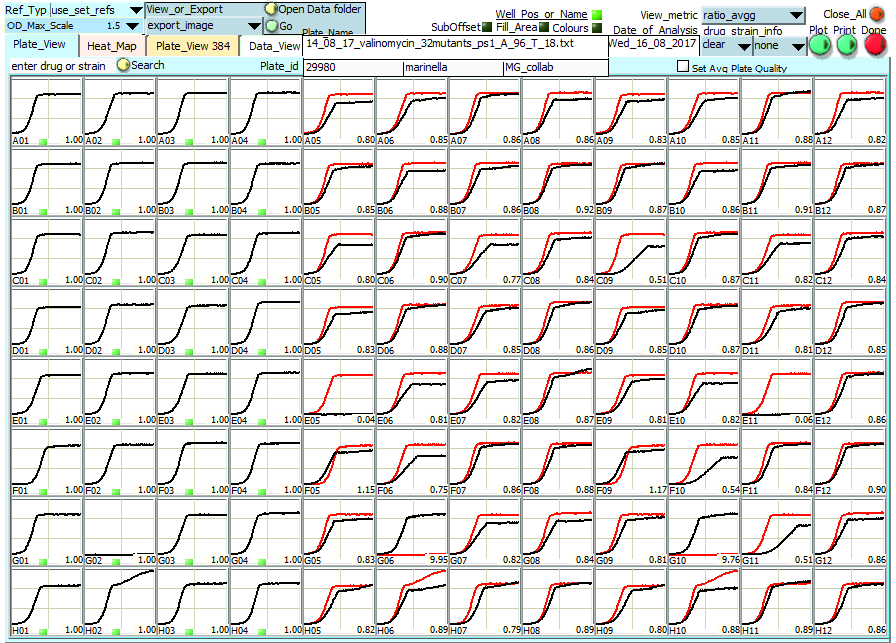 Ref_Typ use_set_refs View_or_Export Open Data folder
OD_Max_Scale 1.5 export_image Go Plate_Name SubOffset Fill_Area Colours Well_Pos_or_Name View_metric ratio_avgg Close_All
Date_of_Analysis drug_strain_info Plot Print Done
Plate_View Heat_Map Plate_View 384 Data_View 14_08_17_valinomycin_32mutants_ps1_A_96_T_18.txt Wed_16_08_2017 clear none
enter drug or strain Search Plate_id 29980 marinella MG_collab Set Avg Plate Quality
A01 1.00 A02 1.00 A03 1.00 A04 1.00 A05 0.80 A06 0.85 A07 0.86 A08 0.86 A09 0.83 A10 0.85 A11 0.88 A12 0.82
B01 1.00 B02 1.00 B03 1.00 B04 1.00 B05 0.85 B06 0.88 B07 0.86 B08 0.92 B09 0.87 B10 0.86 B11 0.91 B12 0.87
C01 1.00 C02 1.00 C03 1.00 C04 1.00 C05 0.80 C06 0.90 C07 0.77 C08 0.84 C09 0.51 C10 0.87 C11 0.82 C12 0.84
D01 1.00 D02 1.00 D03 1.00 D04 1.00 D05 0.83 D06 0.88 D07 0.85 D08 0.86 D09 0.85 D10 0.87 D11 0.81 D12 0.85
E01 1.00 E02 1.00 E03 1.00 E04 1.00 E05 0.04 E06 0.81 E07 0.82 E08 0.87 E09 0.81 E10 0.82 E11 0.06 E12 0.86
F01 1.00 F02 1.00 F03 1.00 F04 1.00 F05 1.15 F06 0.75 F07 0.86 F08 0.88 F09 1.17 F10 0.54 F11 0.84 F12 0.90
G01 1.00 G02 1.00 G03 1.00 G04 1.00 G05 0.83 G06 9.95 G07 0.82 G08 0.84 G09 0.81 G10 9.76 G11 0.51 G12 0.86
H01 1.00 H02 1.00 H03 1.00 H04 1.00 H05 0.82 H06 0.89 H07 0.79 H08 0.89 H09 0.80 H10 0.88 H11 0.89 H12 0.86